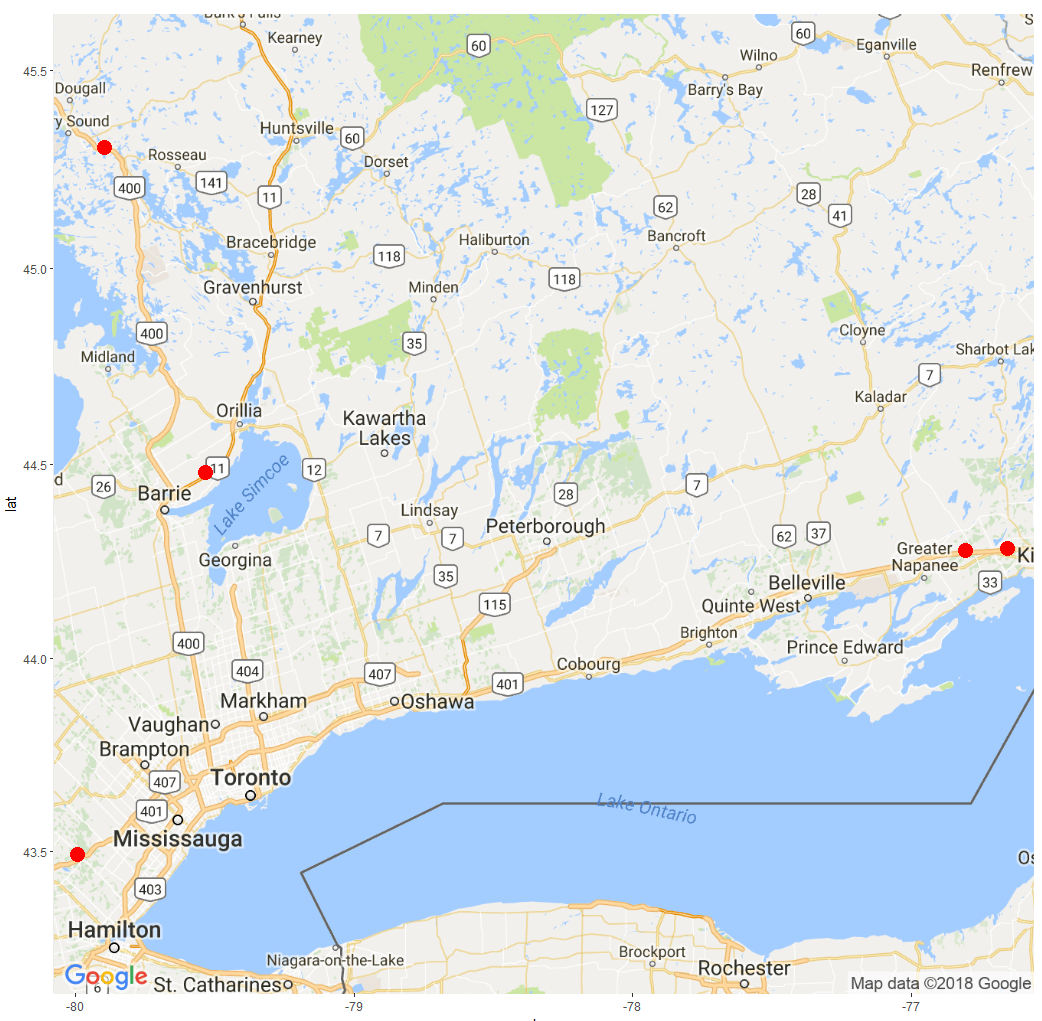 Burk's Falls
Kearney
60
60
Eganville
Wilno
Renfrew
Dougall
Barry's Bay
127
y Sound
Huntsville
60
Rosseau
Dorset
400
141
11
28
62
41
Bracebridge
Haliburton
Bancroft
118
118
45.5
45.0
Gravenhurst
Minden
400
35
Cloyne
Midland
Sharbot Lak
7
Orillia
Kawartha
Lakes
Kaladar
44.5
d
26
11
12
Barrie
Lake Simcoe
28
7
lat
Lindsay
Peterborough
7
7
62
37
Georgina
Greater
Napanee
Ki
35
33
Belleville
115
Quinte West
400
Brighton
Prince Edward
44.0
404
407
Cobourg
401
Markham
Oshawa
Vaughan
Brampton
407
Toronto
401
Lake Ontario
Mississauga
43.5
Os
403
Hamilton
Niagara-on-the-Lake
Brockport
Rochester
Google
St. Catharines
Map data ©2018 Google
-80
-79
-78
-77